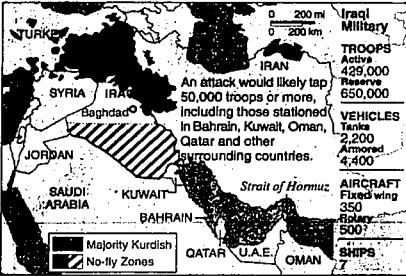 0 200 mi
0 200 km
TURKEY
IRAN
SYRIA
IRAQ
Baghdad
JORDAN
SAUDI
ARABIA
KUWAIT
BAHRAIN
QATAR
U.A.E.
OMAN
Strait of Hormuz
An attack would likely tap
50,000 troops or more,
including those stationed
in Bahrain, Kuwait, Oman,
Qatar and other
surrounding countries.
Majority Kurdish
No-fly Zones
Iraqi
Military
TROOPS
Active
429,000
Reserve
650,000
VEHICLES
Tanks
2,200
Armored
4,400
AIRCRAFT
Fixed wing
350
Rotary
500
SHIPS
7